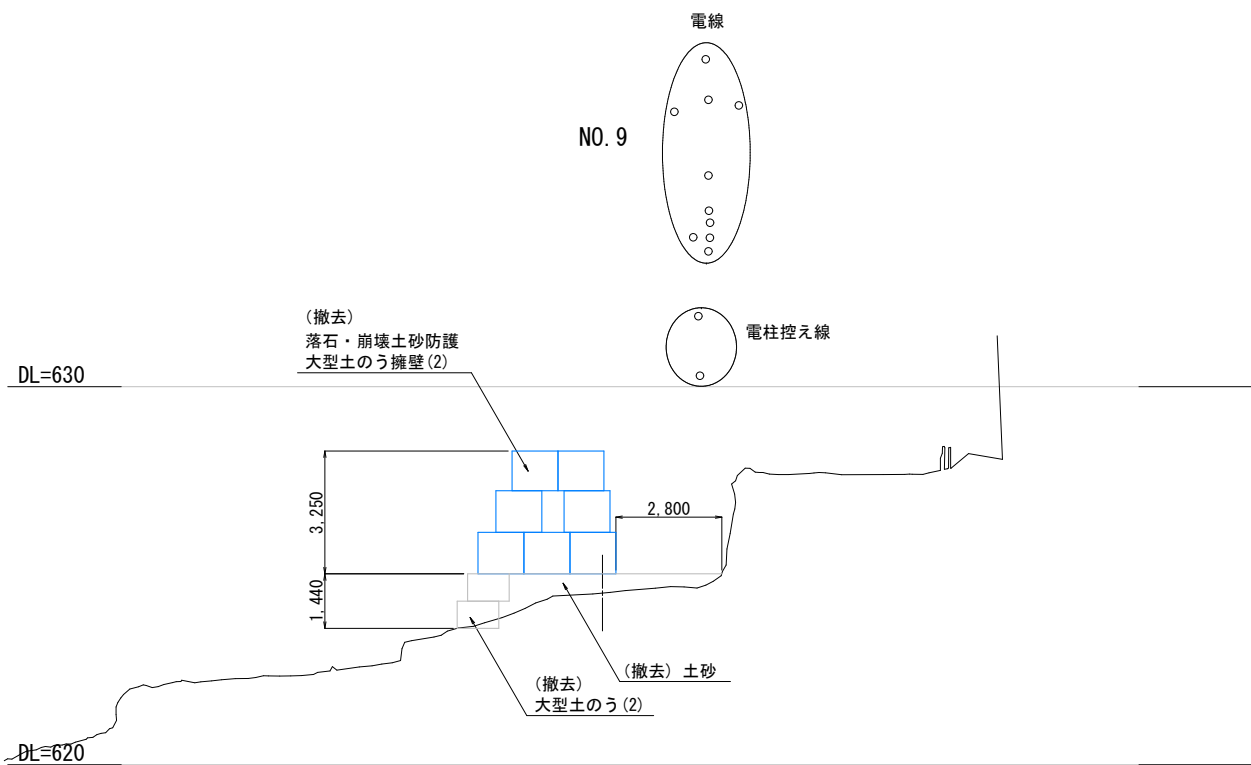 電線
NO. 9
(撤去)
落石・崩壊土砂防護
大型土のう擁壁(2)
電柱控え線
DL=630
3,250
2,800
1,440
(撤去) 土砂
(撤去)
大型土のう(2)
DL=620